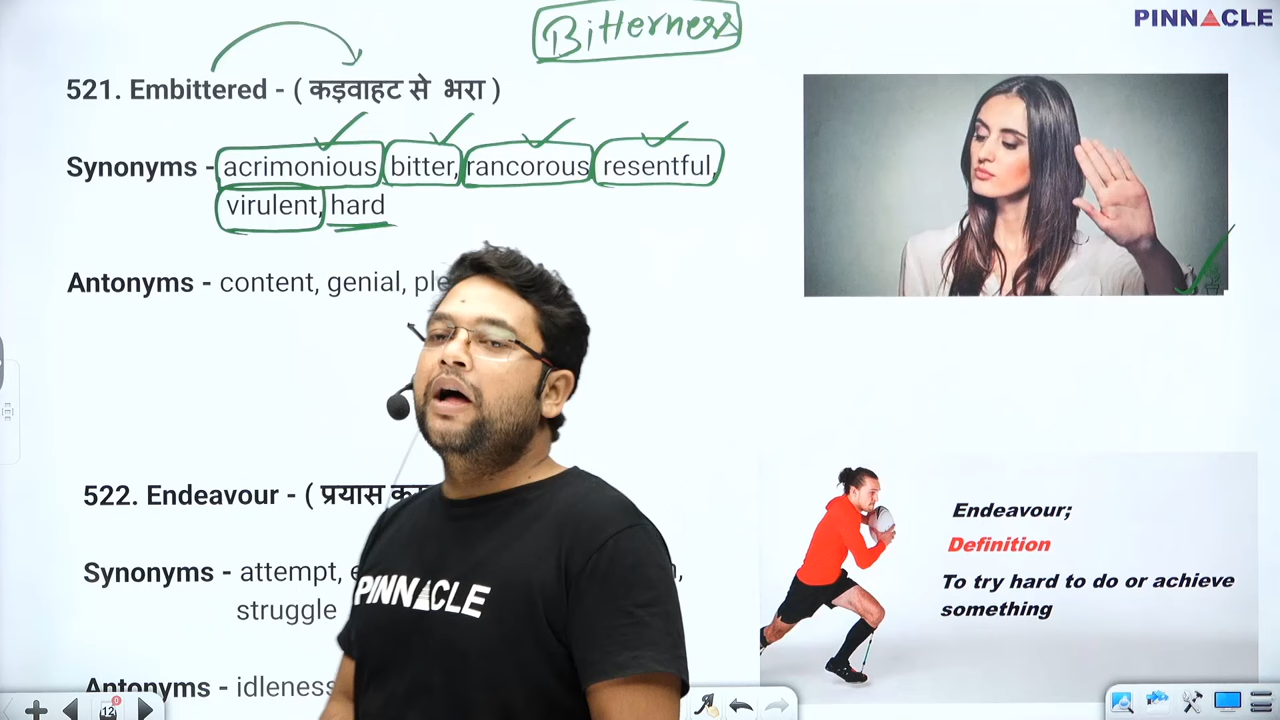 Bitterness
PINNACLE
521. Embittered - ( कड़वाहट से भरा )
Synonyms - acrimonious, bitter, rancorous, resentful,
virulent, hard
Antonyms - content, genial,
522. Endeavour - ( प्रयास
Endeavour;
Definition
To try hard to do or achieve
something
Synonyms - attempt,
struggle
PINNACLE
Antonyms - idleness
12